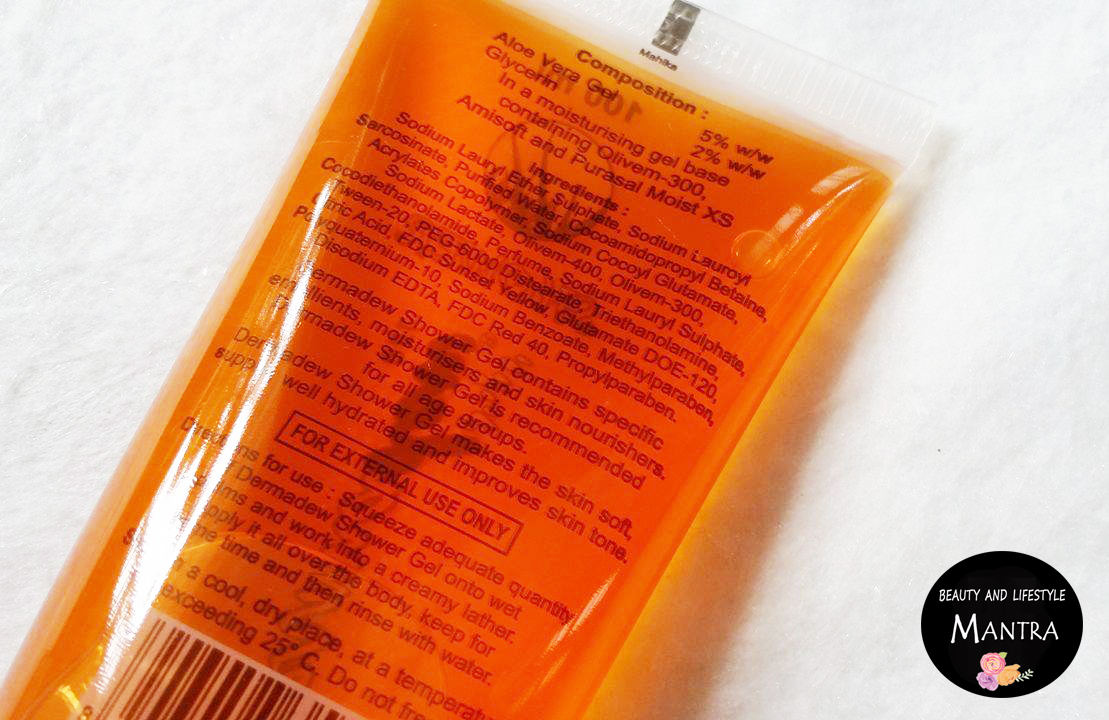 Mahika
Composition :
Aloe Vera Gel 5% w/w
Glycerin 2% w/w
In a moisturising gel base
containing Olivem-300,
Amisoft and Purasal Moist XS
Ingredients :
Sodium Lauryl Ether Sulphate, Sodium Lauroyl
Sarcosinate, Purified Water, Cocoamidopropyl Betaine,
Acrylates Copolymer, Sodium Cocoyl Glutamate,
Sodium Lactate, Olivem-400, Olivem-300,
Cocodiethanolamide, Perfume, Sodium Lauryl Sulphate,
Tween-20, PEG-6000 Distearate, Triethanolamine,
Citric Acid, FDC Sunset Yellow, Glutamate DOE-120,
Polyquaternium-10, Sodium Benzoate, Methylparaben,
Disodium EDTA, FDC Red 40, Propylparaben.
Dermadew Shower Gel contains specific
emollients, moisturisers and skin nourishers.
Dermadew Shower Gel is recommended
for all age groups.
Dermadew Shower Gel makes the skin soft,
well hydrated and improves skin tone.
FOR EXTERNAL USE ONLY
Directions for use : Squeeze adequate quantity
Dermadew Shower Gel onto wet
and work into a creamy lather.
it all over the body, keep for
time and then rinse with water.
a cool, dry place, at a temperature
exceeding 25° C. Do not
8
100
BEAUTY AND LIFESTYLE
MANTRA